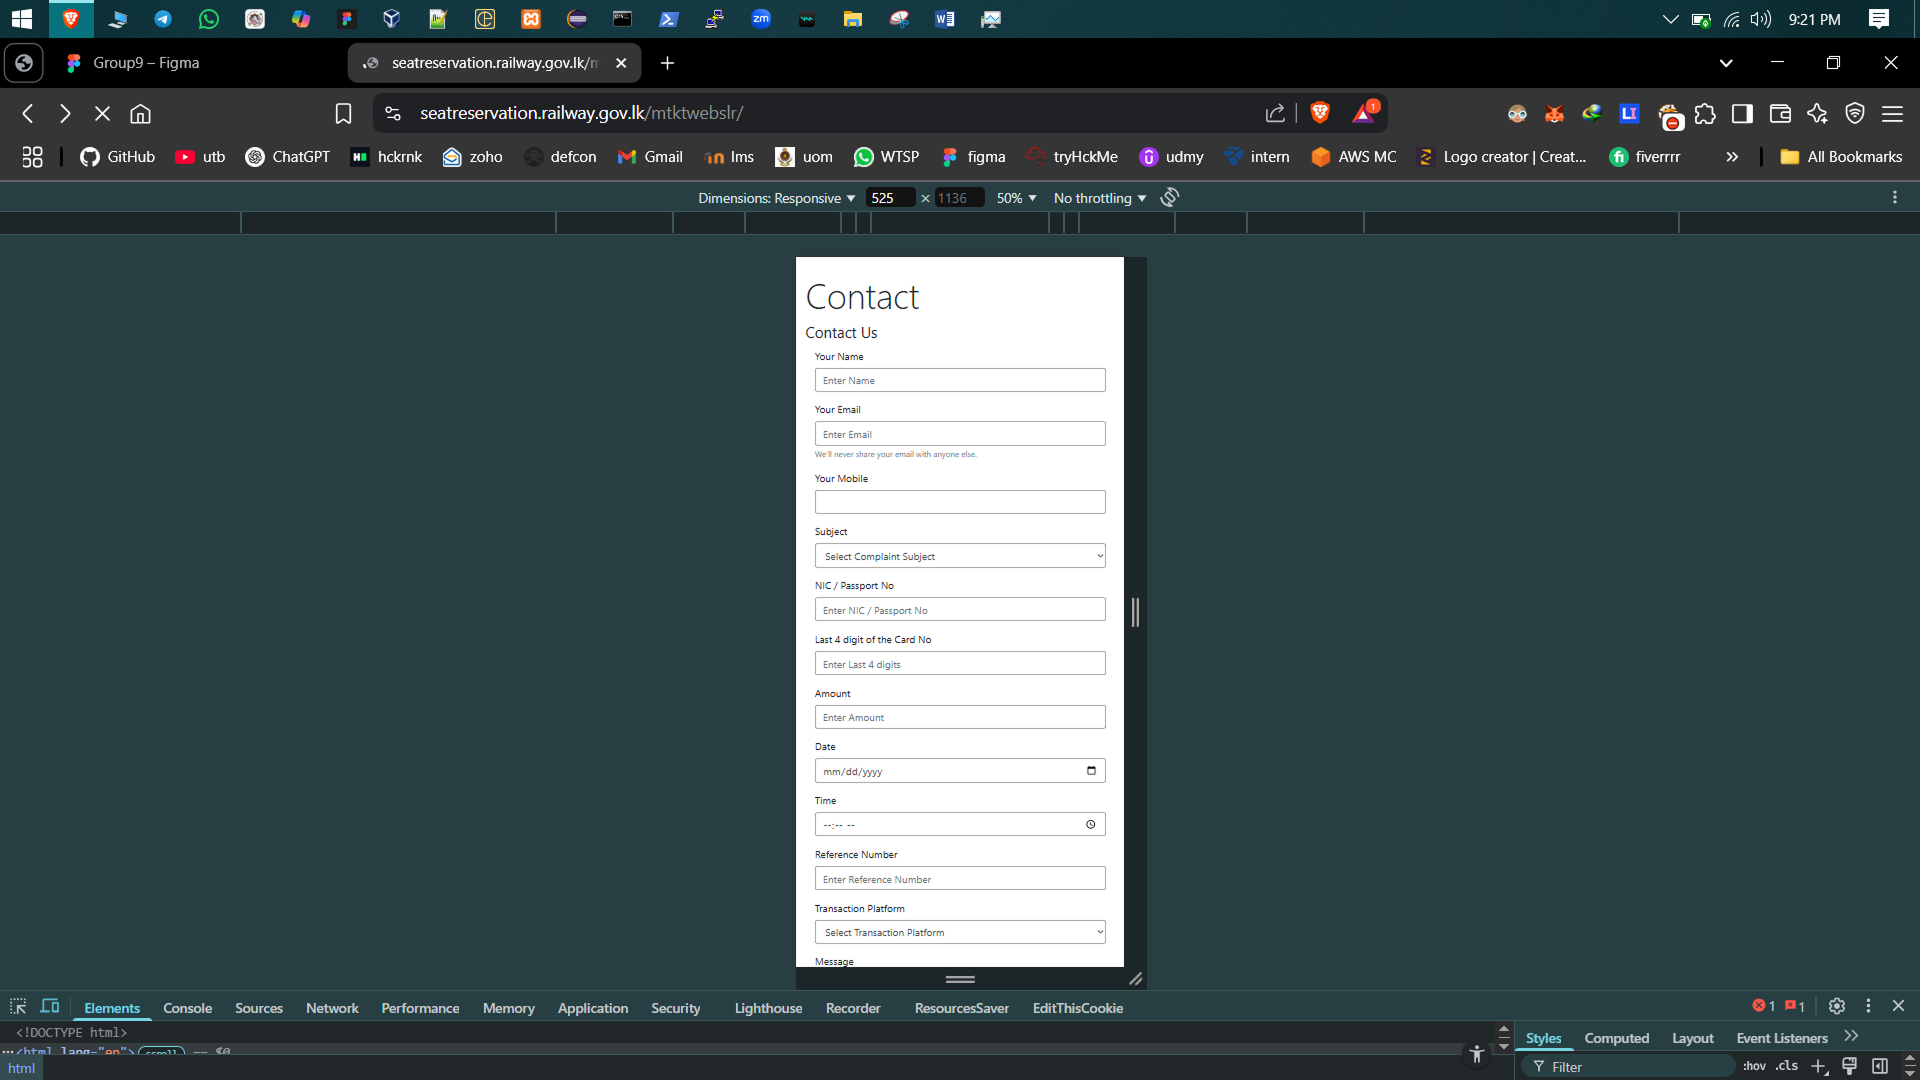 zm
9:21 PM
Group9 – Figma
seatreservation.railway.gov.lk/m
seatreservation.railway.gov.lk/mtktwebslr/
1
LI
GitHub
utb
ChatGPT
hckrnk
zoho
defcon
Gmail
lms
uom
WTSP
figma
tryHckMe
udmy
intern
AWS MC
Logo creator | Creat...
fiverrrr
All Bookmarks
Dimensions: Responsive
525
×
1136
50%
No throttling
Contact
Contact Us
Your Name
Enter Name
Your Email
Enter Email
We'll never share your email with anyone else.
Your Mobile
Subject
Select Complaint Subject
NIC / Passport No
Enter NIC / Passport No
Last 4 digit of the Card No
Enter Last 4 digits
Amount
Enter Amount
Date
mm/dd/yyyy
Time
--:-- --
Reference Number
Enter Reference Number
Transaction Platform
Select Transaction Platform
Message
Elements
Console
Sources
Network
Performance
Memory
Application
Security
Lighthouse
Recorder
ResourcesSaver
EditThisCookie
1
1
<!DOCTYPE html>
<html lang="en"> scroll == $0
html
Styles
Computed
Layout
Event Listeners
Filter
:hov
.cls